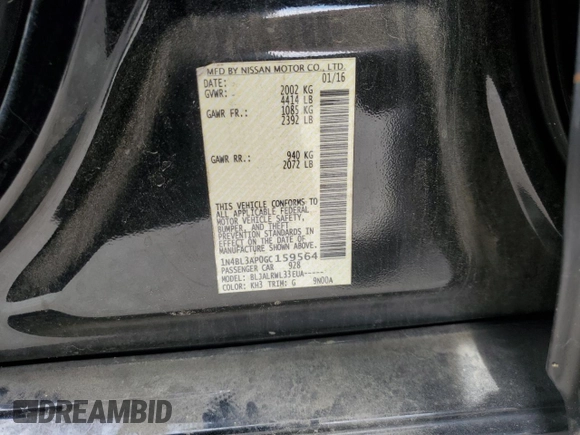 MFD BY NISSAN MOTOR CO., LTD.
DATE: 01/16
GVWR: 2002 KG
4414 LB
GAWR FR.: 1085 KG
2392 LB
GAWR RR.: 940 KG
2072 LB
THIS VEHICLE CONFORMS TO
ALL APPLICABLE FEDERAL
MOTOR VEHICLE SAFETY,
BUMPER, AND THEFT
PREVENTION STANDARDS IN
EFFECT ON THE DATE OF
MANUFACTURE SHOWN ABOVE.
1N4BL3AP0GC159564
PASSENGER CAR 928
MODEL: BLJALRWL33EUA-----
COLOR: KH3 TRIM: G 9N00A
DREAMBID